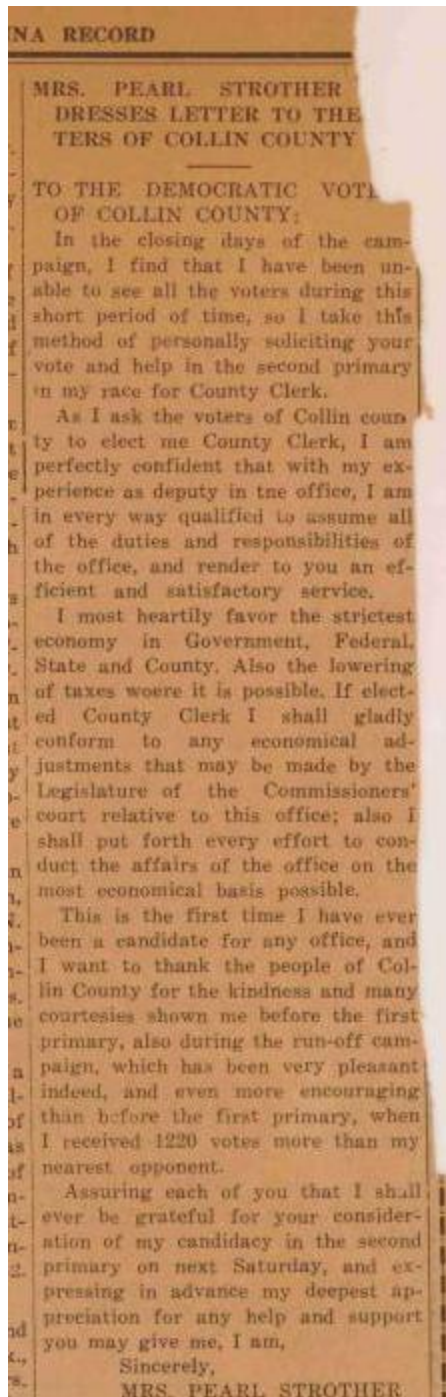 NA RECORD
MRS. PEARL STROTHER
DRESSES LETTER TO THE
TERS OF COLLIN COUNTY
TO THE DEMOCRATIC VOTE
OF COLLIN COUNTY:
In the closing days of the cam-
paign, I find that I have been un-
able to see all the voters during this
short period of time, so I take this
method of personally soliciting your
vote and help in the second primary
in my race for County Clerk.
As I ask the voters of Collin coun
ty to elect me County Clerk, I am
perfectly confident that with my ex-
perience as deputy in tne office, I am
in every way qualified to assume all
of the duties and responsibilities of
the office, and render to you an ef-
ficient and satisfactory service.
I most heartily favor the strictest
economy in Government, Federal,
State and County. Also the lowering
of taxes woere it is possible. If elect-
ed County Clerk I shall gladly
conform to any economical ad-
justments that may be made by the
Legislature of the Commissioners'
court relative to this office; also I
shall put forth every effort to con-
duct the affairs of the office on the
most economical basis possible.
This is the first time I have ever
been a candidate for any office, and
I want to thank the people of Col-
lin County for the kindness and many
courtesies shown me before the first
primary, also during the run-off cam-
paign, which has been very pleasant
indeed, and even more encouraging
than before the first primary, when
I received 1220 votes more than my
nearest opponent.
Assuring each of you that I shall
ever be grateful for your consider-
ation of my candidacy in the second
primary on next Saturday, and ex-
pressing in advance my deepest ap-
preciation for any help and support
you may give me, I am,
Sincerely,
MRS. PEARL STROTHER